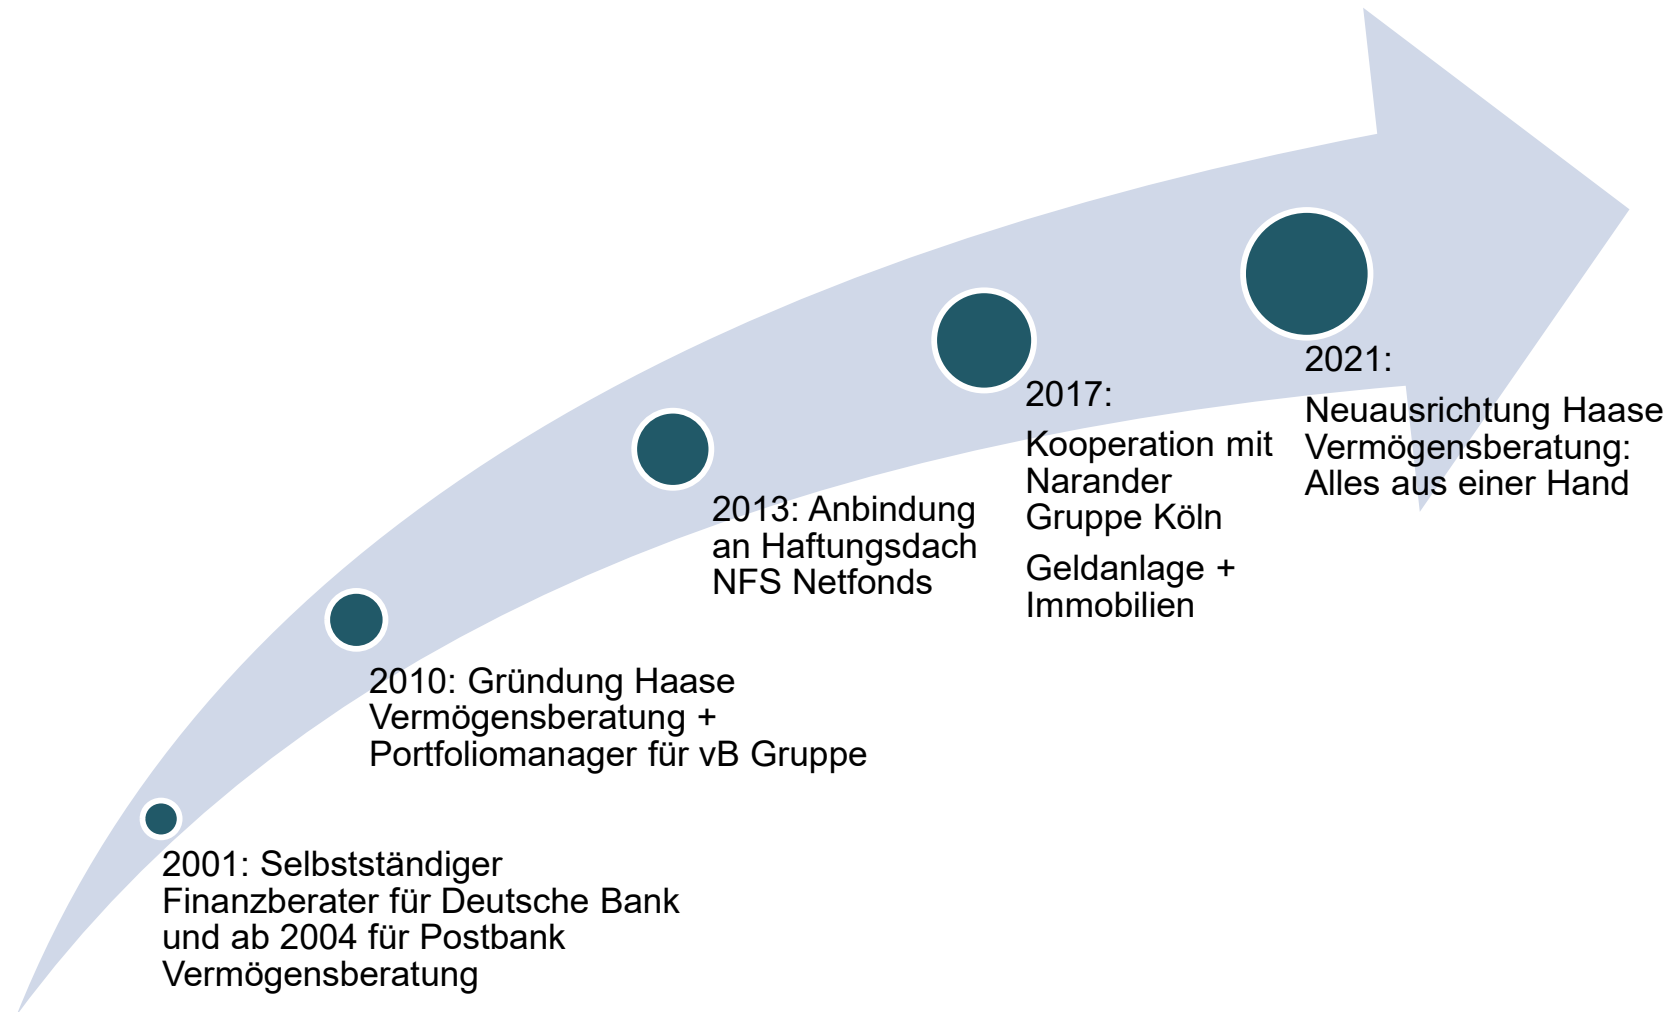 2001: Selbstständiger
Finanzberater für Deutsche Bank
und ab 2004 für Postbank
Vermögensberatung
2010: Gründung Haase
Vermögensberatung +
Portfoliomanager für vB Gruppe
2013: Anbindung
an Haftungsdach
NFS Netfonds
2017:
Kooperation mit
Narander
Gruppe Köln
Geldanlage +
Immobilien
2021:
Neuausrichtung Haase
Vermögensberatung:
Alles aus einer Hand